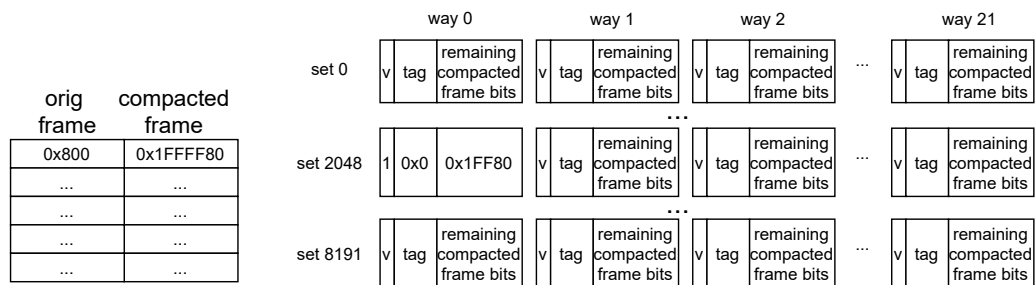 orig frame
compacted frame
0x800 0x1FFFF80
... ...
... ...
... ...
... ...
way 0 way 1 way 2 way 21
set 0
v tag remaining compacted frame bits
v tag remaining compacted frame bits
v tag remaining compacted frame bits
...
v tag remaining compacted frame bits
...
set 2048
1 0x0 0x1FF80
v tag remaining compacted frame bits
v tag remaining compacted frame bits
...
v tag remaining compacted frame bits
...
set 8191
v tag remaining compacted frame bits
v tag remaining compacted frame bits
v tag remaining compacted frame bits
...
v tag remaining compacted frame bits